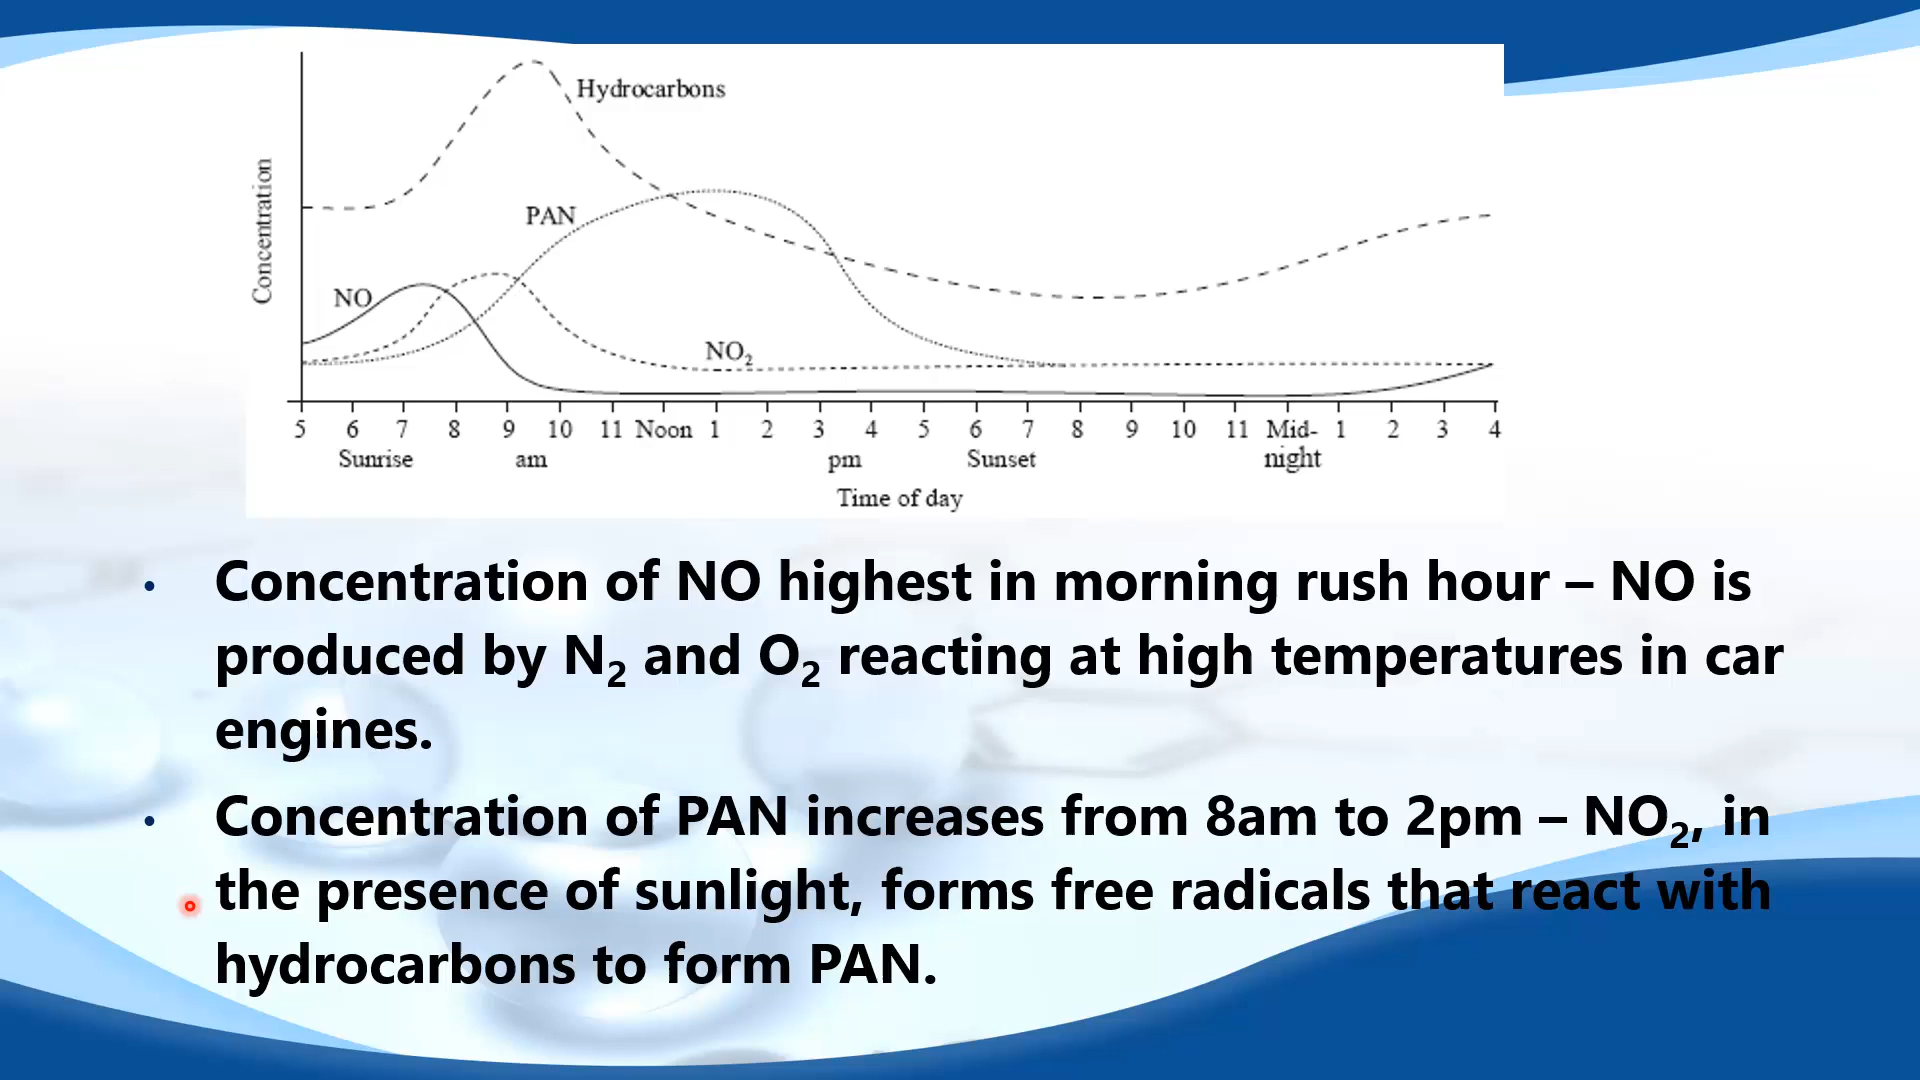 Hydrocarbons
PAN
NO
NO₂
Concentration
5 6 7 8 9 10 11 Noon 1 2 3 4 5 6 7 8 9 10 11 Mid- 1 2 3 4
Sunrise am pm Sunset night
Time of day
• Concentration of NO highest in morning rush hour – NO is
produced by N₂ and O₂ reacting at high temperatures in car
engines.
• Concentration of PAN increases from 8am to 2pm – NO₂, in
the presence of sunlight, forms free radicals that react with
hydrocarbons to form PAN.